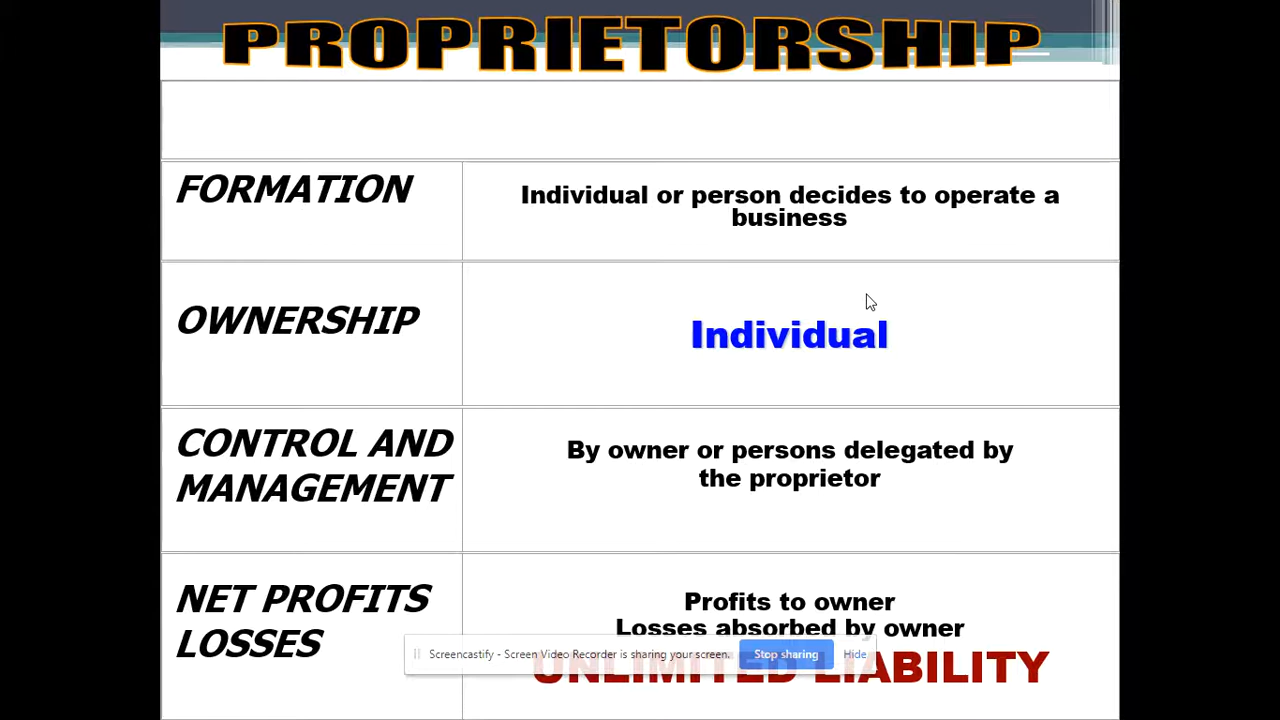 PROPRIETORSHIP
FORMATION
Individual or person decides to operate a
business
OWNERSHIP
Individual
CONTROL AND
MANAGEMENT
By owner or persons delegated by
the proprietor
NET PROFITS
LOSSES
Profits to owner
Losses absorbed by owner
UNLIMITED LIABILITY
Screencastify - Screen Video Recorder is sharing your screen.
Stop sharing
Hide